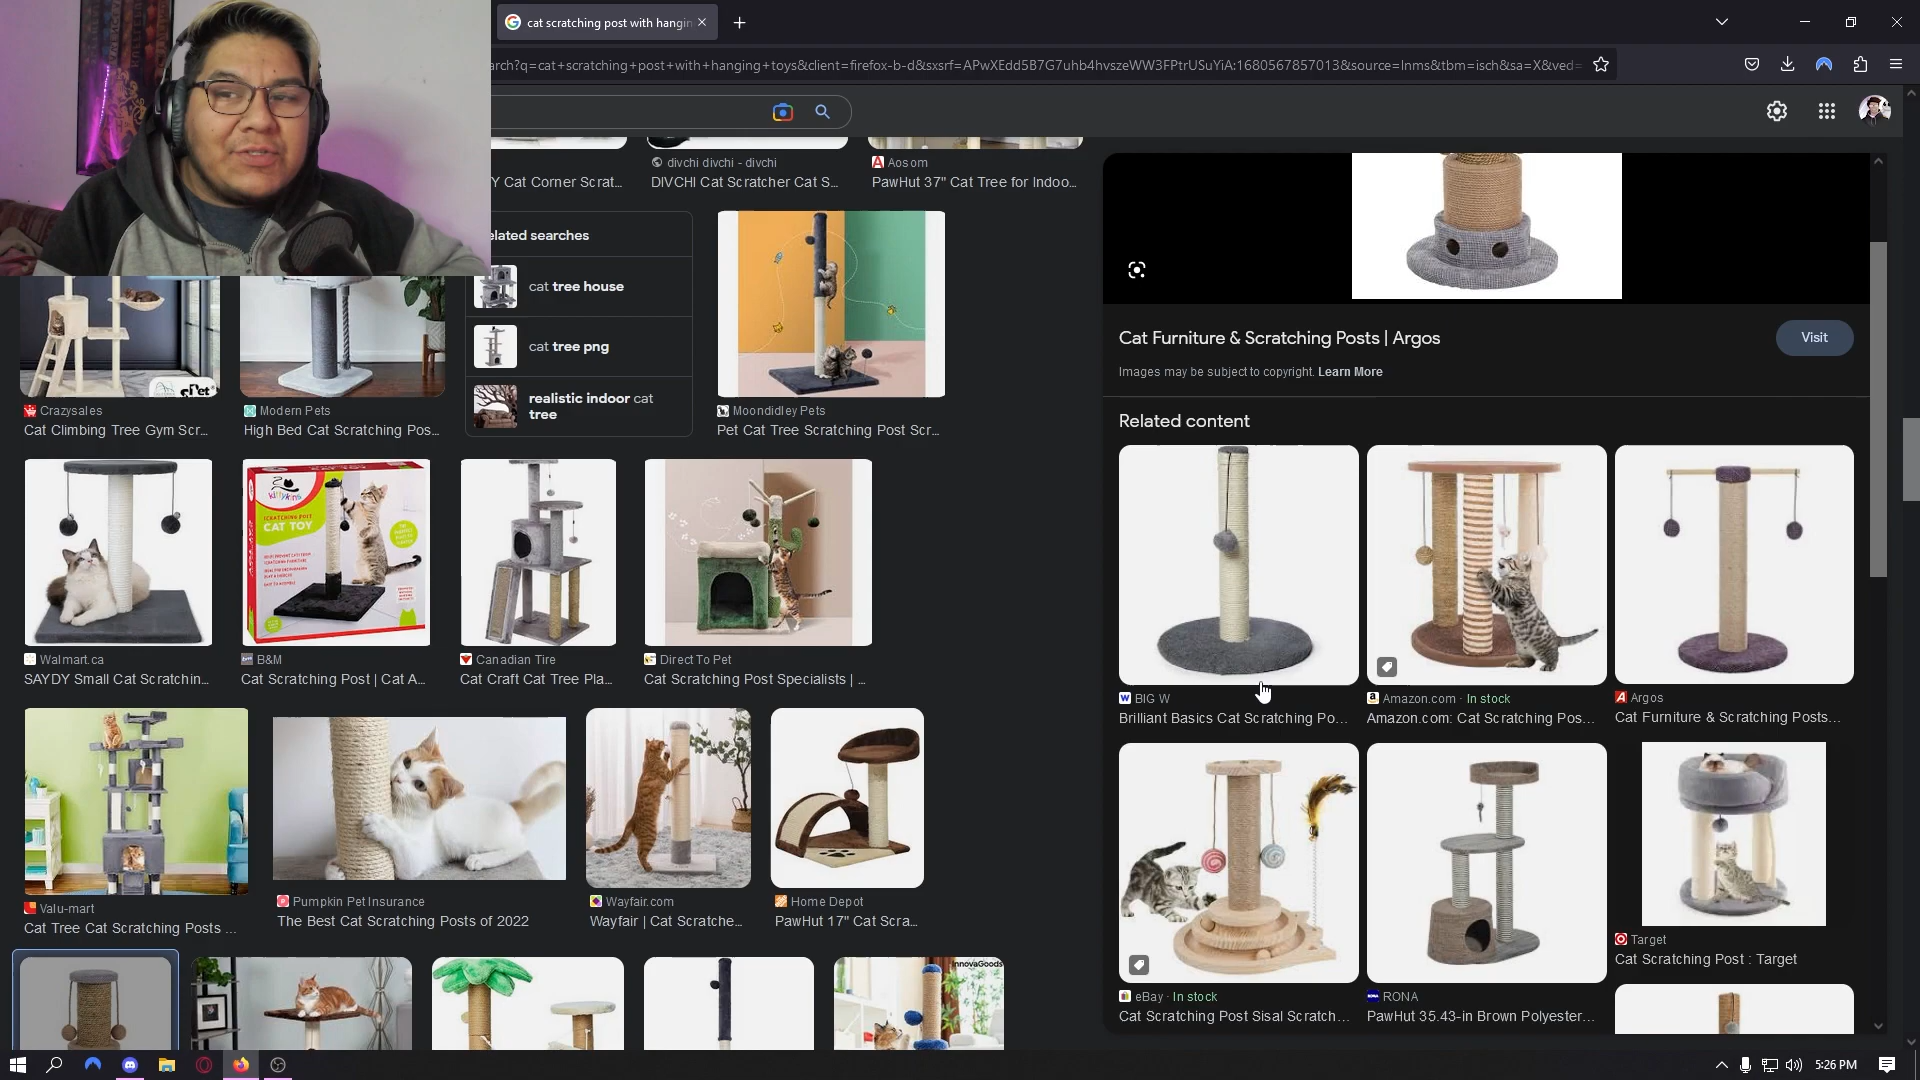 cat scratching post with hangin
arch?q=cat+scratching+post+with+hanging+toys&client=firefox-b-d&sxsrf=APwXEdd5B7G7uhb4hvszeWW3FPtrUSuYiA:1680567857013&source=lnms&tbm=isch&sa=X&ved=
divchi divchi - divchi
Aosom
Y Cat Corner Scrat...
DIVCHI Cat Scratcher Cat S...
PawHut 37" Cat Tree for Indoo...
elated searches
cat tree house
cat tree png
realistic indoor cat
tree
Crazysales
Modern Pets
Moondidley Pets
Cat Climbing Tree Gym Scr...
High Bed Cat Scratching Pos...
Pet Cat Tree Scratching Post Scr...
kittykins
SCRATCHING POST
CAT TOY
Walmart.ca
B&M
Canadian Tire
Direct To Pet
SAYDY Small Cat Scratchin...
Cat Scratching Post | Cat A...
Cat Craft Cat Tree Pla...
Cat Scratching Post Specialists | ...
Valu-mart
Pumpkin Pet Insurance
Wayfair.com
Home Depot
Cat Tree Cat Scratching Posts ...
The Best Cat Scratching Posts of 2022
Wayfair | Cat Scratche...
PawHut 17" Cat Scra...
InnovaGoods
Cat Furniture & Scratching Posts | Argos
Visit
Images may be subject to copyright. Learn More
Related content
BIG W
Amazon.com · In stock
Argos
Brilliant Basics Cat Scratching Po...
Amazon.com: Cat Scratching Pos...
Cat Furniture & Scratching Posts...
Target
Cat Scratching Post : Target
eBay · In stock
RONA
Cat Scratching Post Sisal Scratch...
PawHut 35.43-in Brown Polyester...
5:26 PM